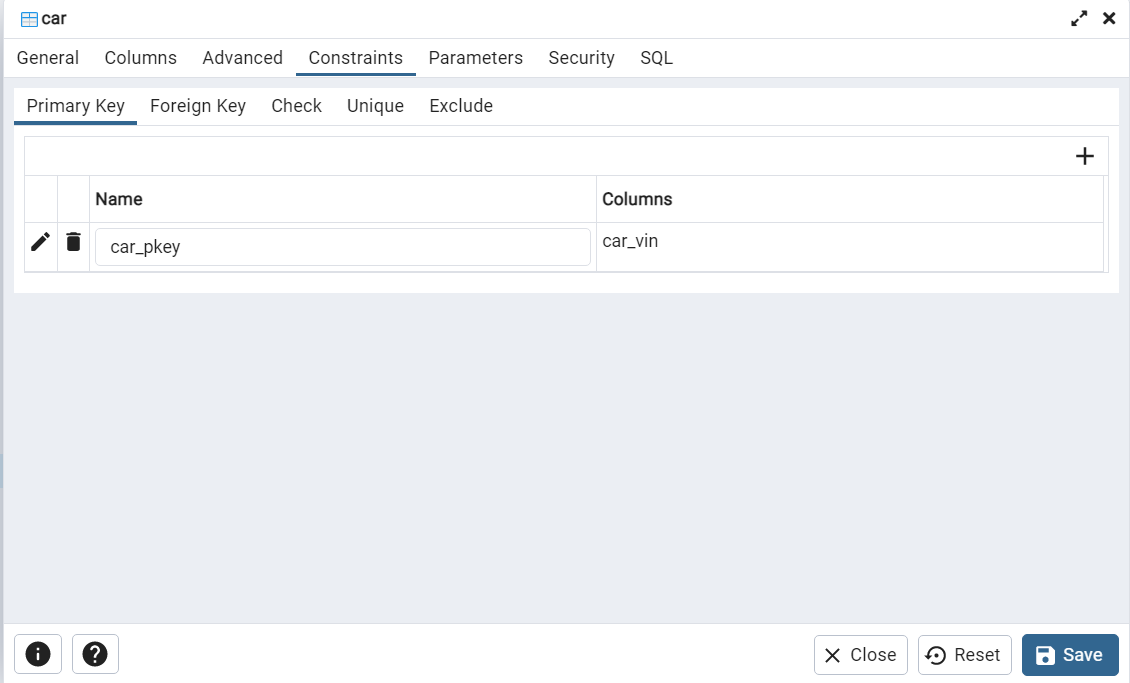 car
General Columns Advanced Constraints Parameters Security SQL
Primary Key Foreign Key Check Unique Exclude
Name Columns
car_pkey car_vin
Close Reset Save